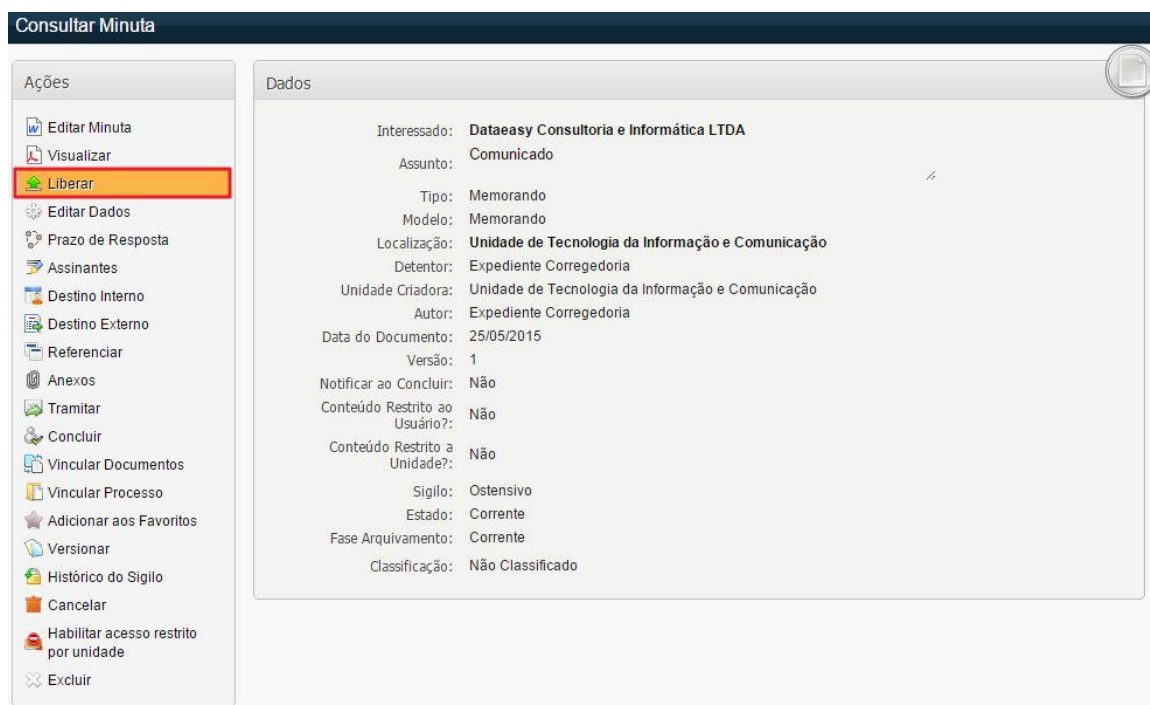 Consultar Minuta
Ações
Editar Minuta
Visualizar
Liberar
Editar Dados
Prazo de Resposta
Assinantes
Destino Interno
Destino Externo
Referenciar
Anexos
Tramitar
Concluir
Vincular Documentos
Vincular Processo
Adicionar aos Favoritos
Versionar
Histórico do Sigilo
Cancelar
Habilitar acesso restrito
por unidade
Excluir
Dados
Interessado: Dataeasy Consultoria e Informática LTDA
Assunto: Comunicado
Tipo: Memorando
Modelo: Memorando
Localização: Unidade de Tecnologia da Informação e Comunicação
Detentor: Expediente Corregedoria
Unidade Criadora: Unidade de Tecnologia da Informação e Comunicação
Autor: Expediente Corregedoria
Data do Documento: 25/05/2015
Versão: 1
Notificar ao Concluir: Não
Conteúdo Restrito ao
Usuário?: Não
Conteúdo Restrito a
Unidade?: Não
Sigilo: Ostensivo
Estado: Corrente
Fase Arquivamento: Corrente
Classificação: Não Classificado